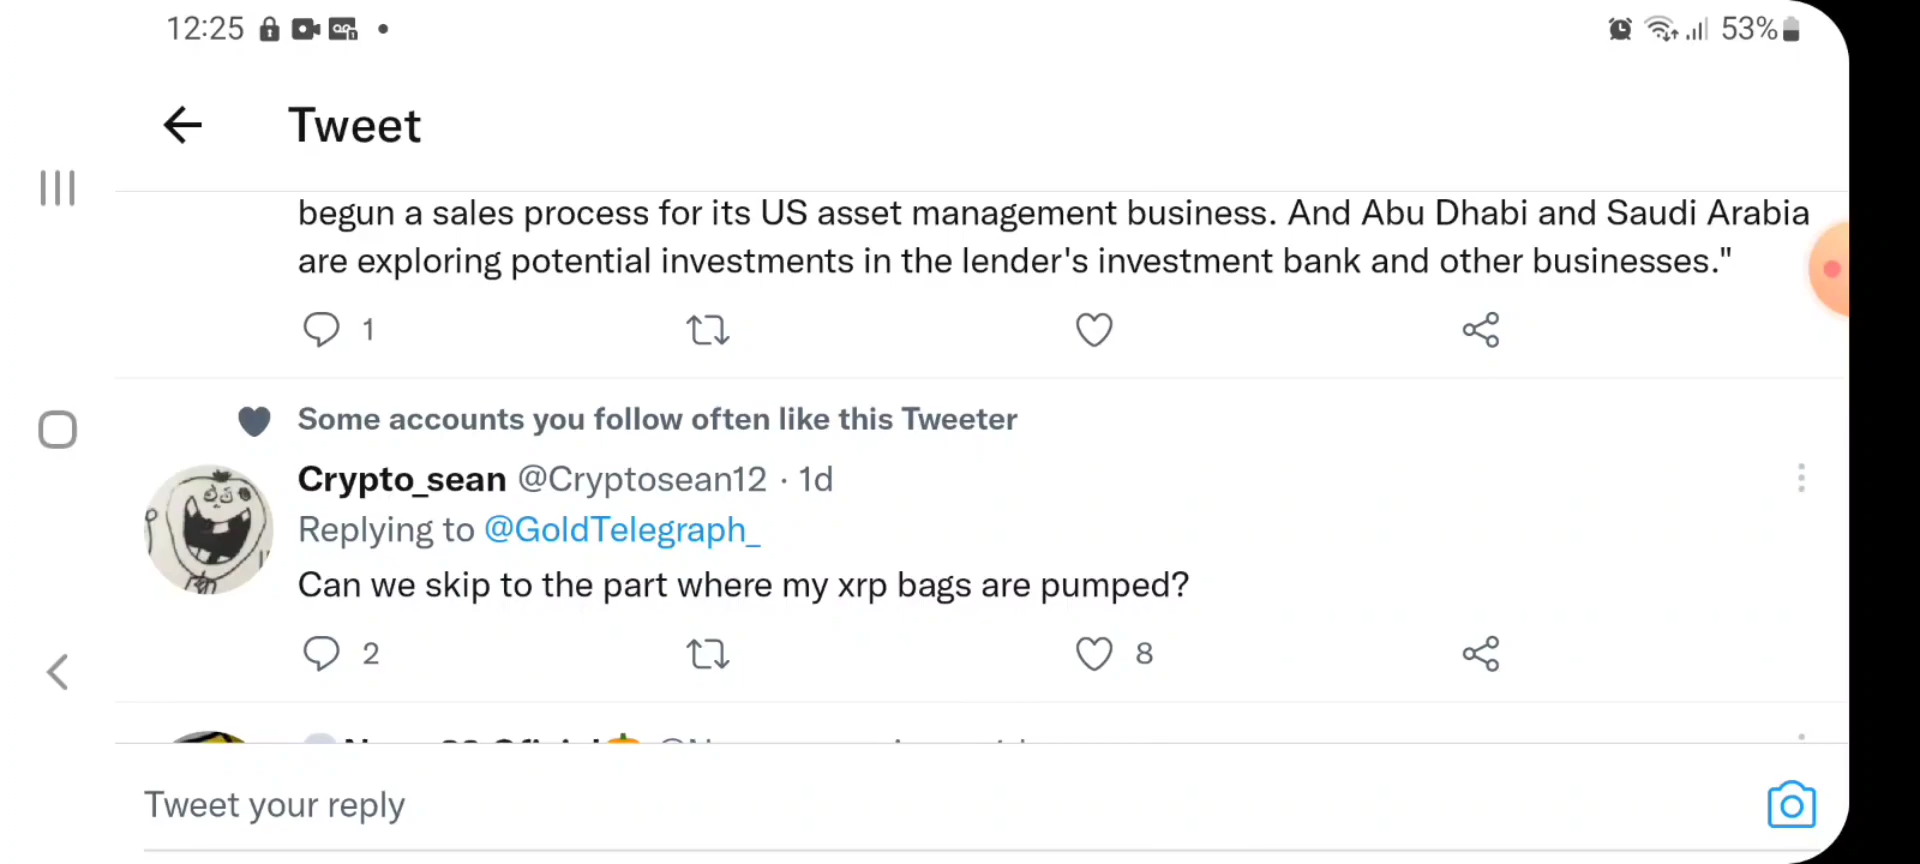 12:25
53%
Tweet
begun a sales process for its US asset management business. And Abu Dhabi and Saudi Arabia
are exploring potential investments in the lender's investment bank and other businesses."
1
Some accounts you follow often like this Tweeter
Crypto_sean @Cryptosean12 · 1d
Replying to @GoldTelegraph_
Can we skip to the part where my xrp bags are pumped?
2 8
Tweet your reply